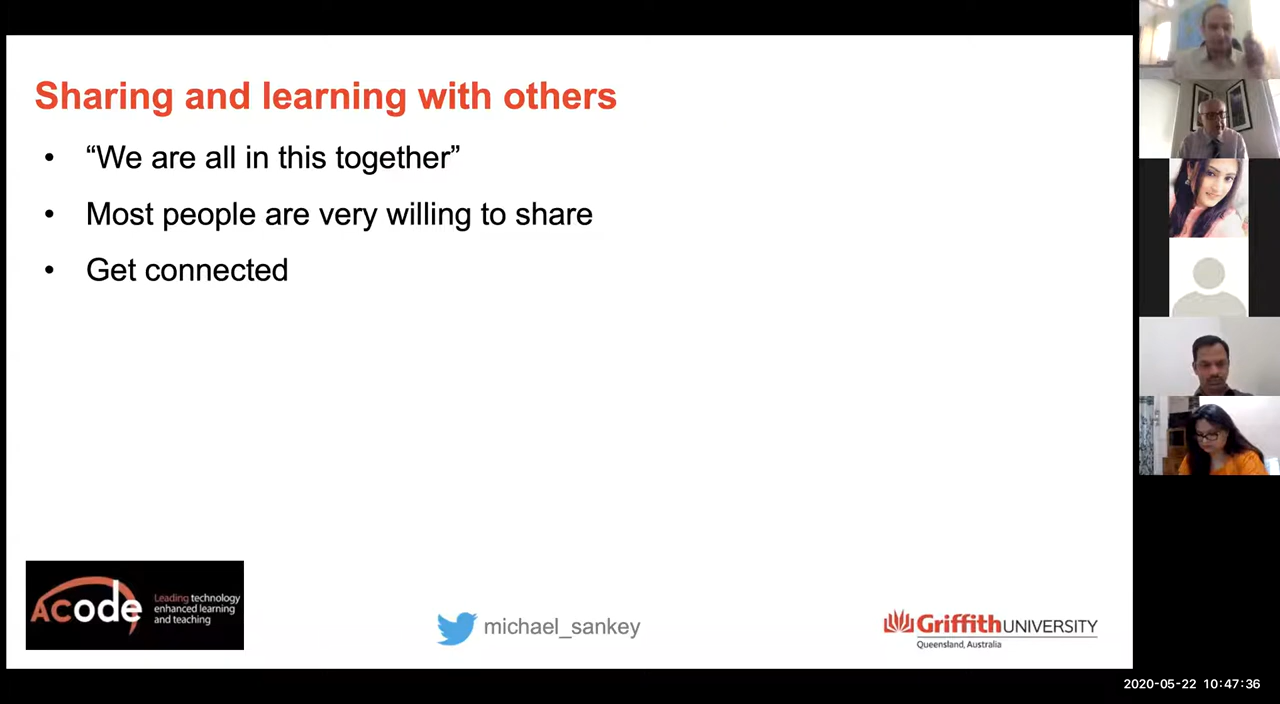 Sharing and learning with others
• “We are all in this together”
• Most people are very willing to share
• Get connected
ACODE
Leading technology
enhanced learning
and teaching
michael_sankey
Griffith UNIVERSITY
Queensland, Australia
2020-05-22 10:47:36